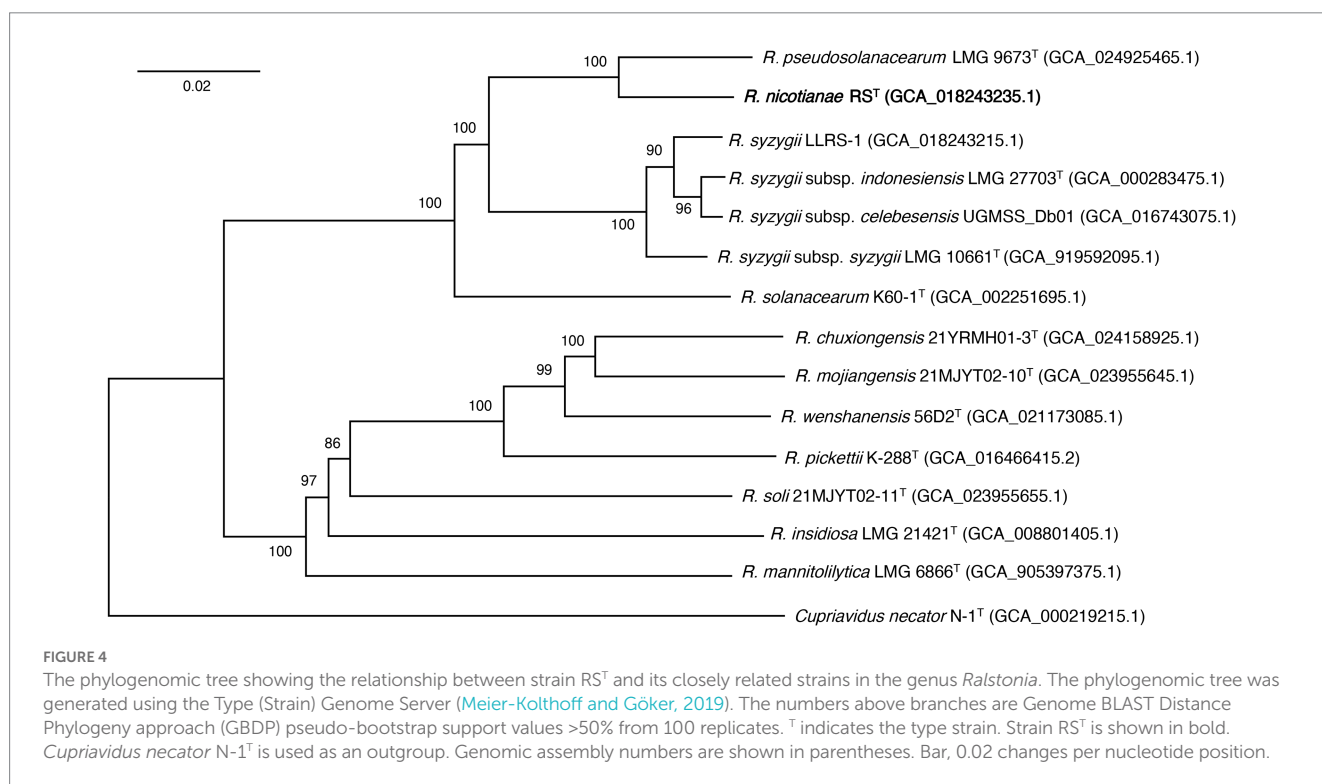 0.02
100
R. pseudosolanacearum LMG 9673ᵀ (GCA_024925465.1)
R. nicotianae RSᵀ (GCA_018243235.1)
100
R. syzygii LLRS-1 (GCA_018243215.1)
90
R. syzygii subsp. indonesiensis LMG 27703ᵀ (GCA_000283475.1)
96
R. syzygii subsp. celebesensis UGMSS_Db01 (GCA_016743075.1)
100
100
R. syzygii subsp. syzygii LMG 10661ᵀ (GCA_919592095.1)
R. solanacearum K60-1ᵀ (GCA_002251695.1)
100
R. chuxiongensis 21YRMH01-3ᵀ (GCA_024158925.1)
99
R. mojiangensis 21MJYT02-10ᵀ (GCA_023955645.1)
100
R. wenshanensis 56D2ᵀ (GCA_021173085.1)
86
R. pickettii K-288ᵀ (GCA_016466415.2)
97
R. soli 21MJYT02-11ᵀ (GCA_023955655.1)
100
R. insidiosa LMG 21421ᵀ (GCA_008801405.1)
R. mannitolilytica LMG 6866ᵀ (GCA_905397375.1)
Cupriavidus necator N-1ᵀ (GCA_000219215.1)
FIGURE 4
The phylogenomic tree showing the relationship between strain RSᵀ and its closely related strains in the genus Ralstonia. The phylogenomic tree was
generated using the Type (Strain) Genome Server (Meier-Kolthoff and Göker, 2019). The numbers above branches are Genome BLAST Distance
Phylogeny approach (GBDP) pseudo-bootstrap support values >50% from 100 replicates. ᵀ indicates the type strain. Strain RSᵀ is shown in bold.
Cupriavidus necator N-1ᵀ is used as an outgroup. Genomic assembly numbers are shown in parentheses. Bar, 0.02 changes per nucleotide position.